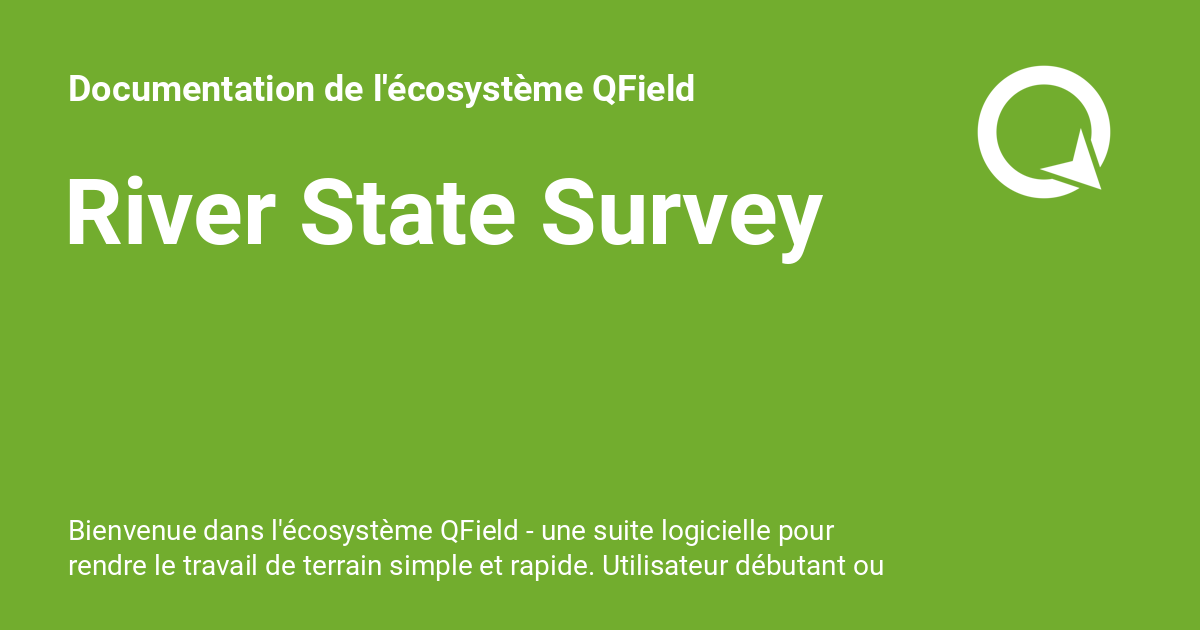 Documentation de l'écosystème QField
River State Survey
Bienvenue dans l'écosystème QField - une suite logicielle pour
rendre le travail de terrain simple et rapide. Utilisateur débutant ou